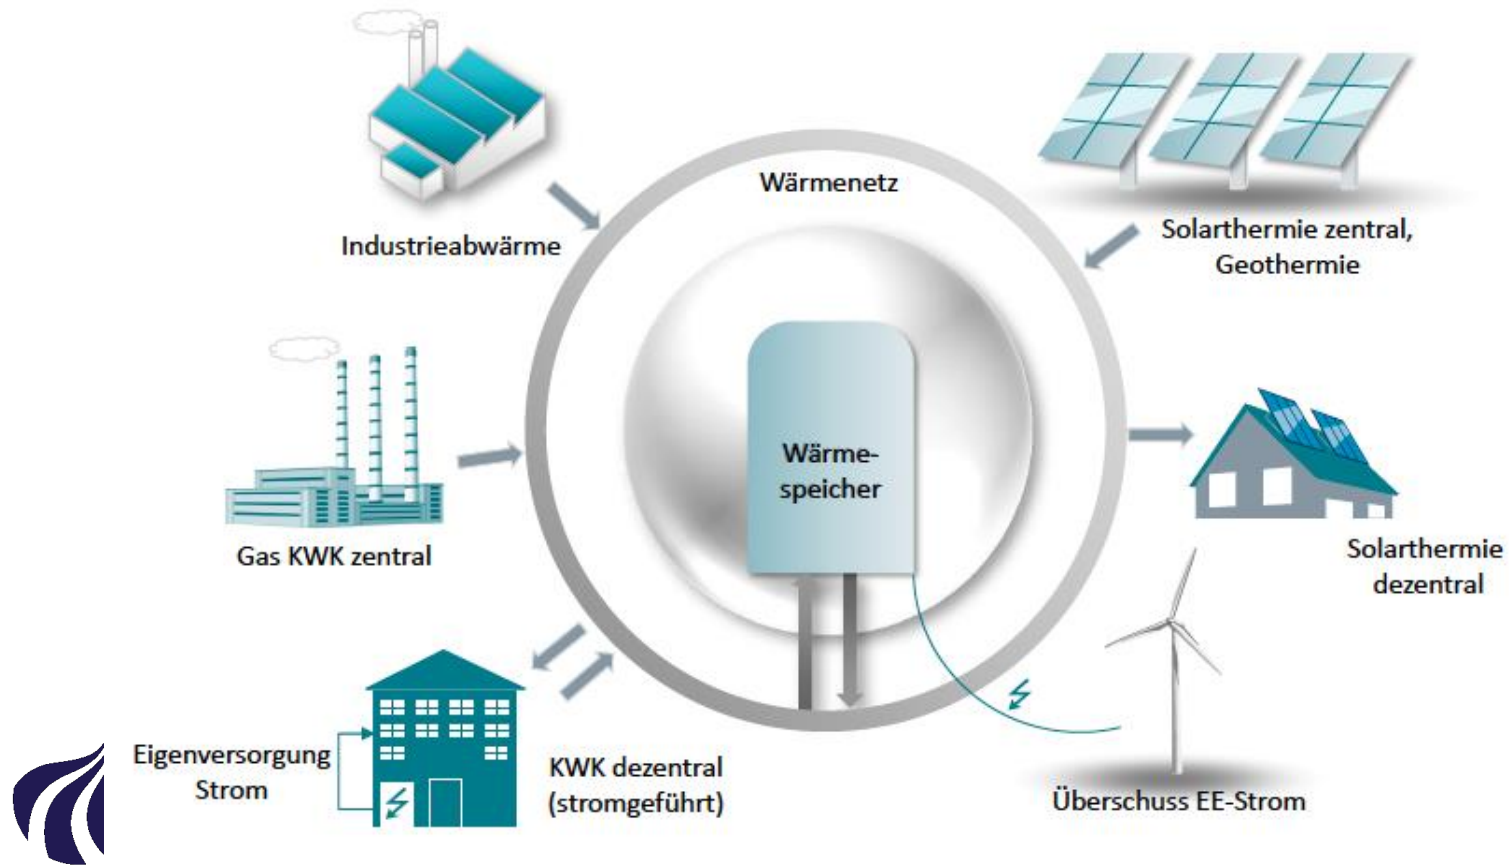 Wärmenetz
Industrieabwärme
Solarthermie zentral,
Geothermie
Wärme-
speicher
Gas KWK zentral
Solarthermie
dezentral
Eigenversorgung
Strom
KWK dezentral
(stromgeführt)
Überschuss EE-Strom